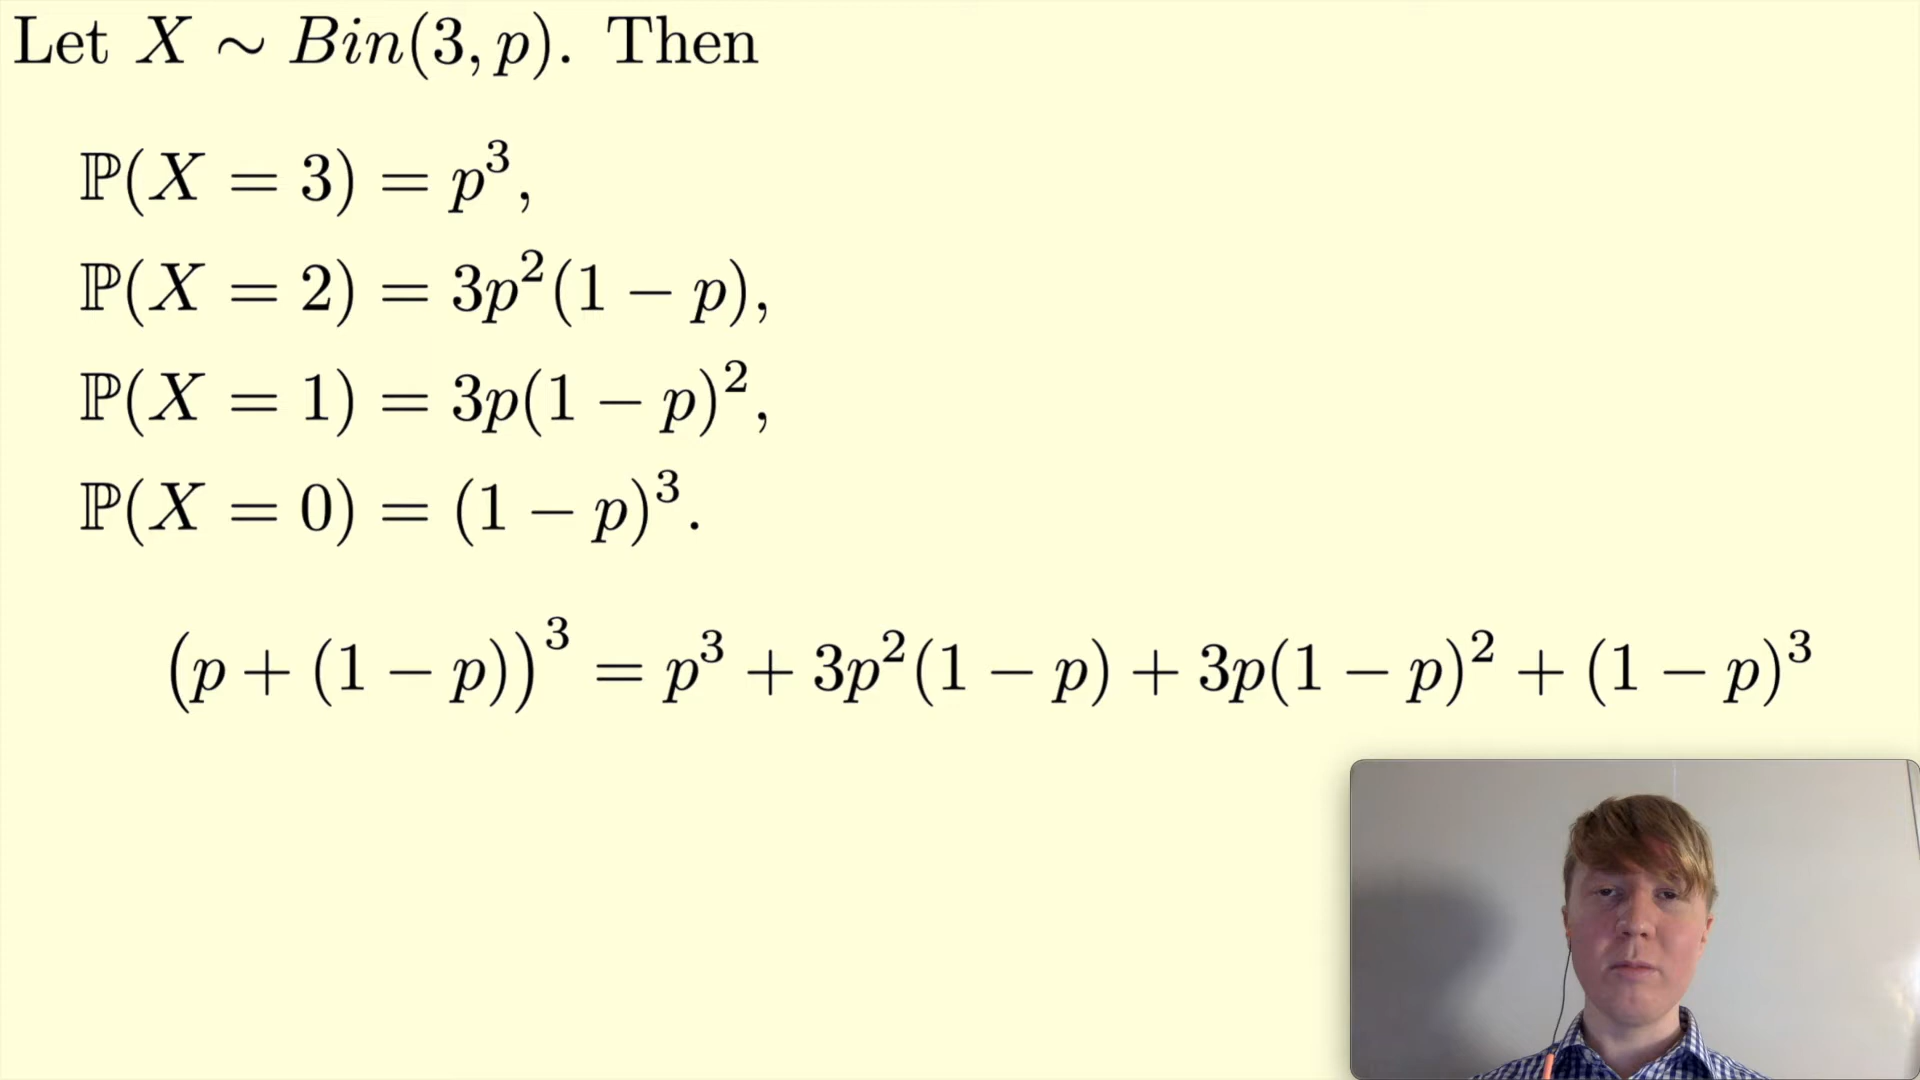 Let X ∼ Bin(3, p). Then
ℙ(X = 3) = p³,
ℙ(X = 2) = 3p²(1 − p),
ℙ(X = 1) = 3p(1 − p)²,
ℙ(X = 0) = (1 − p)³.
(p + (1 − p))³ = p³ + 3p²(1 − p) + 3p(1 − p)² + (1 − p)³